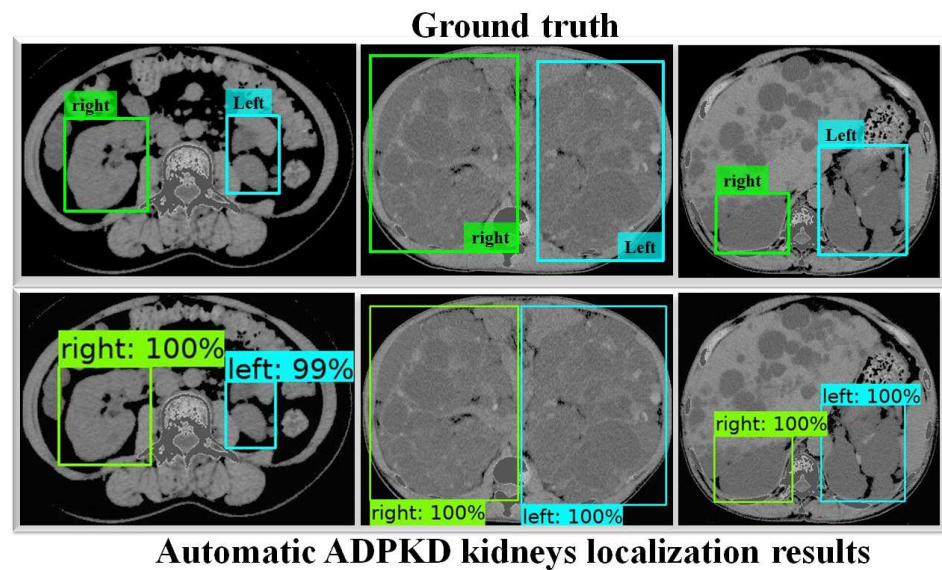 Ground truth
right
Left
right
Left
right
Left
right: 100%
left: 99%
right: 100%
left: 100%
right: 100%
left: 100%
Automatic ADPKD kidneys localization results